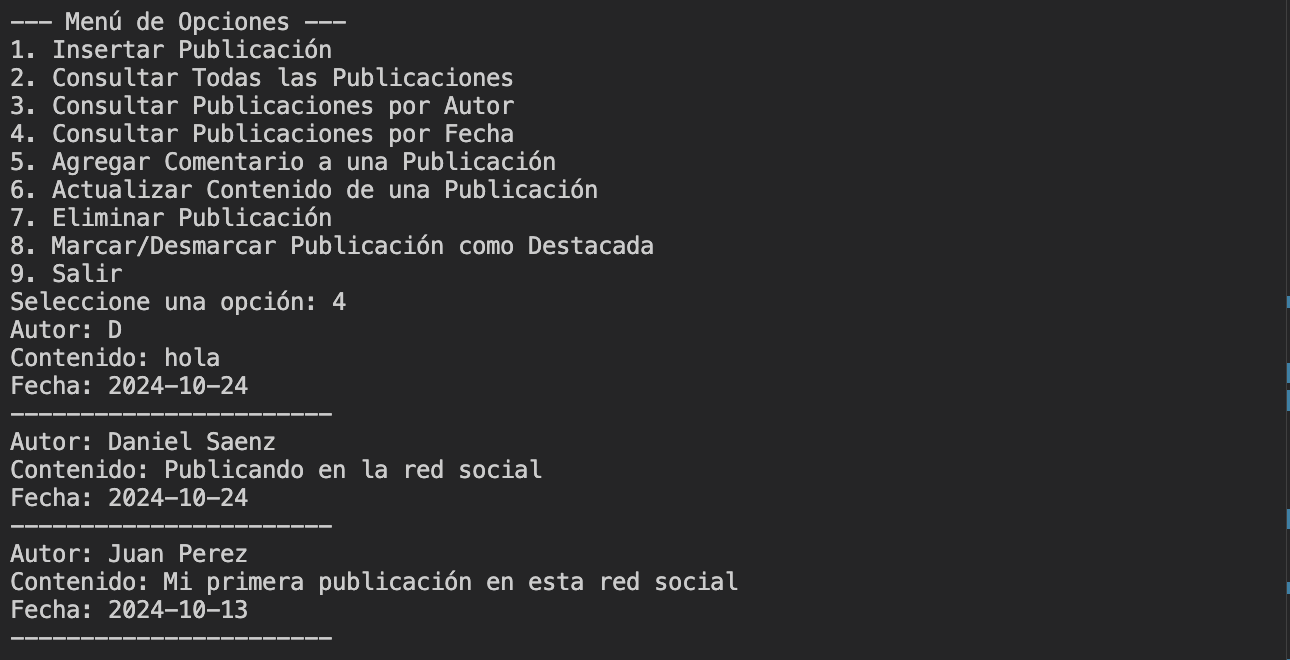 --- Menú de Opciones ---
1. Insertar Publicación
2. Consultar Todas las Publicaciones
3. Consultar Publicaciones por Autor
4. Consultar Publicaciones por Fecha
5. Agregar Comentario a una Publicación
6. Actualizar Contenido de una Publicación
7. Eliminar Publicación
8. Marcar/Desmarcar Publicación como Destacada
9. Salir
Seleccione una opción: 4
Autor: D
Contenido: hola
Fecha: 2024-10-24
-----------------------
Autor: Daniel Saenz
Contenido: Publicando en la red social
Fecha: 2024-10-24
-----------------------
Autor: Juan Perez
Contenido: Mi primera publicación en esta red social
Fecha: 2024-10-13
-----------------------